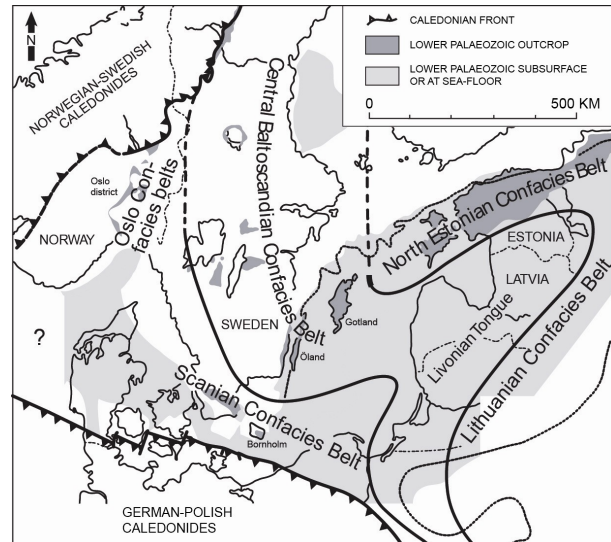 N
CALEDONIAN FRONT
LOWER PALAEOZOIC OUTCROP
LOWER PALAEOZOIC SUBSURFACE
OR AT SEA-FLOOR
0
500 KM
NORWEGIAN-SWEDISH
CALEDONIDES
Oslo
district
Oslo Con-
facies belts
NORWAY
Central Baltoscandian Confacies Belt
North Estonian Confacies Belt
ESTONIA
LATVIA
Livonian Tongue
Lithuanian Confacies Belt
SWEDEN
Gotland
Öland
?
Scanian Confacies Belt
Bornholm
GERMAN-POLISH
CALEDONIDES